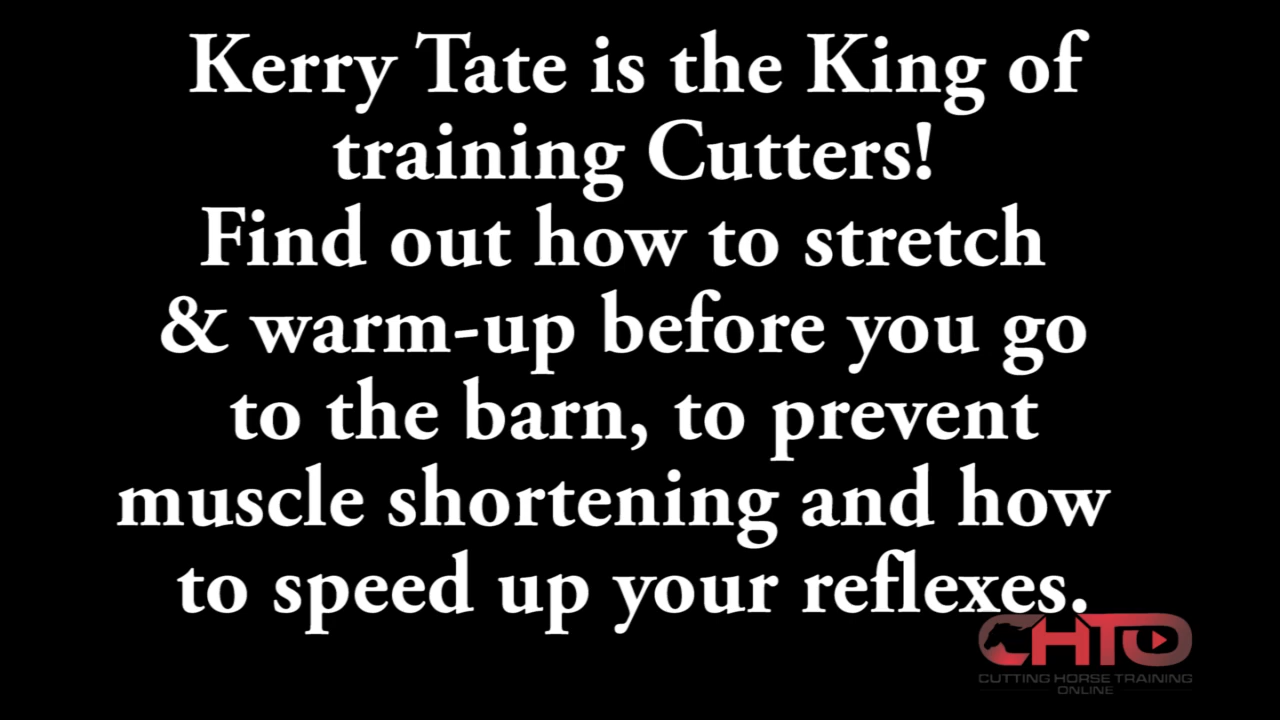 Kerry Tate is the King of
training Cutters!
Find out how to stretch
& warm-up before you go
to the barn, to prevent
muscle shortening and how
to speed up your reflexes.
CHTO
CUTTING HORSE TRAINING
ONLINE